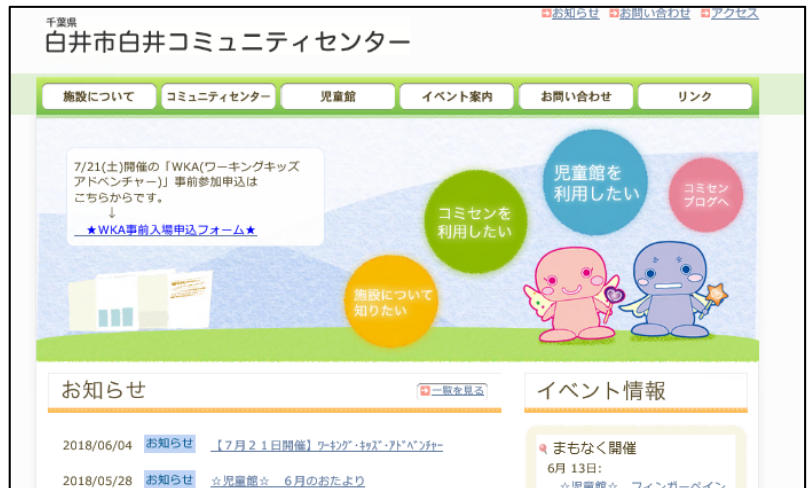 お知らせ お問い合わせ アクセス
千葉県
白井市白井コミュニティセンター
施設について コミュニティセンター 児童館 イベント案内 お問い合わせ リンク
7/21(土)開催の「WKA(ワーキングキッズ
アドベンチャー)」事前参加申込は
こちらからです。
↓
★WKA事前入場申込フォーム★
児童館を
利用したい
コミセン
ブログへ
コミセンを
利用したい
施設について
知りたい
お知らせ
一覧を見る
2018/06/04 お知らせ 【7月21日開催】ワーキング・キッズ・アドベンチャー
2018/05/28 お知らせ ☆児童館☆ 6月のおたより
イベント情報
まもなく開催
6月 13日:
☆児童館☆ フィンガーペイン